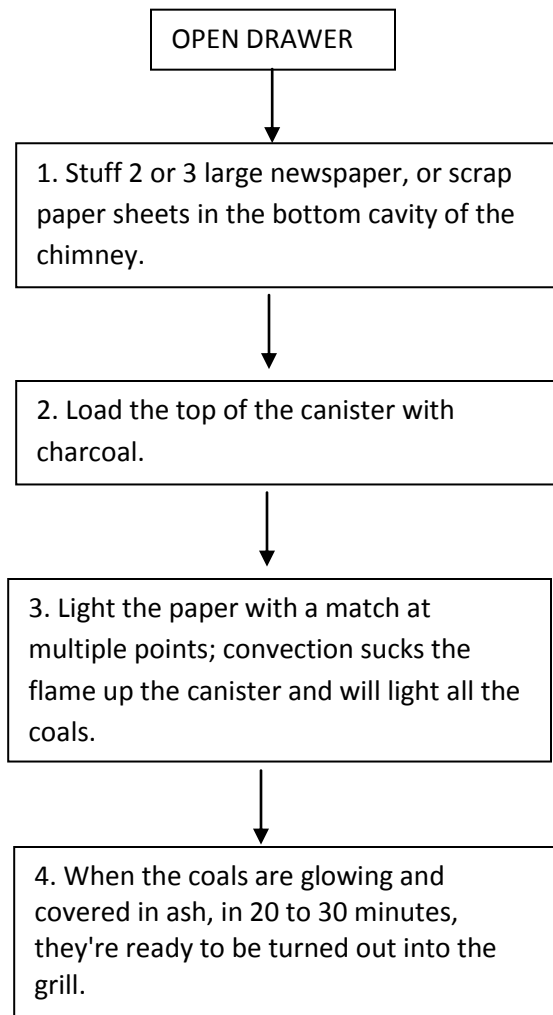 OPEN DRAWER
1. Stuff 2 or 3 large newspaper, or scrap
paper sheets in the bottom cavity of the
chimney.
2. Load the top of the canister with
charcoal.
3. Light the paper with a match at
multiple points; convection sucks the
flame up the canister and will light all the
coals.
4. When the coals are glowing and
covered in ash, in 20 to 30 minutes,
they're ready to be turned out into the
grill.